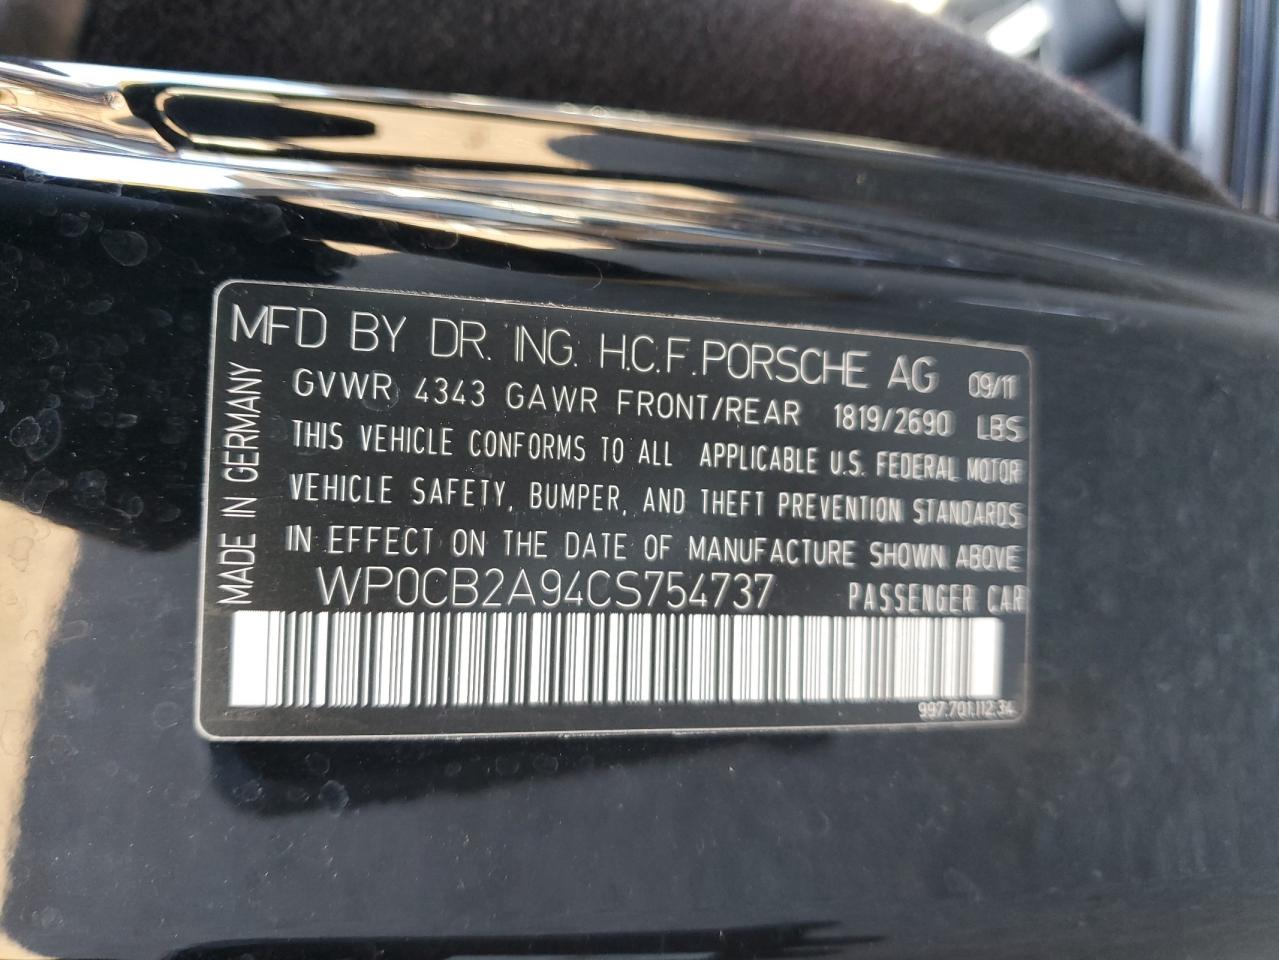 MFD BY DR. ING. H.C.F. PORSCHE AG 09/11
GVWR 4343 GAWR FRONT/REAR 1819/2690 LBS
THIS VEHICLE CONFORMS TO ALL APPLICABLE U.S. FEDERAL MOTOR
VEHICLE SAFETY, BUMPER, AND THEFT PREVENTION STANDARDS
IN EFFECT ON THE DATE OF MANUFACTURE SHOWN ABOVE
WP0CB2A94CS754737 PASSENGER CAR
997.701.112.34
MADE IN GERMANY